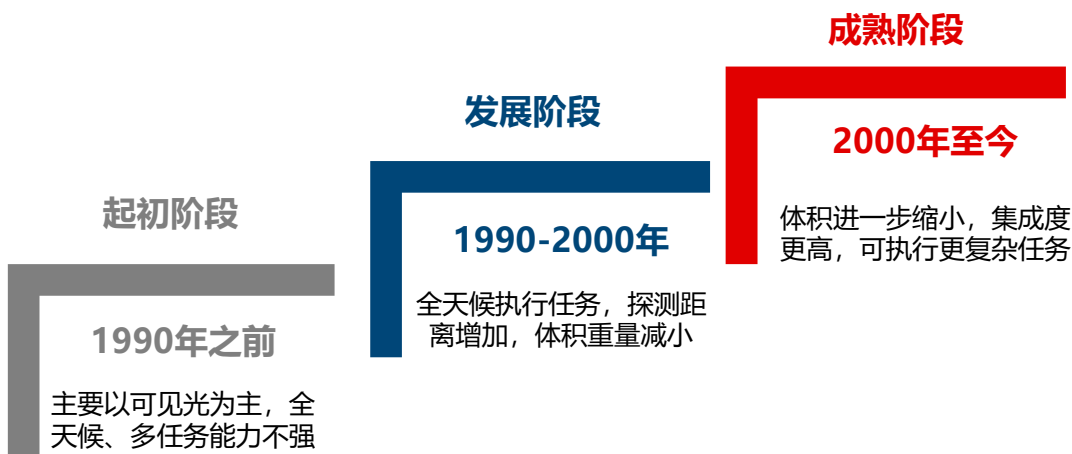 起初阶段
1990年之前
主要以可见光为主，全
天候、多任务能力不强
发展阶段
1990-2000年
全天候执行任务，探测距
离增加，体积重量减小
成熟阶段
2000年至今
体积进一步缩小，集成度
更高，可执行更复杂任务